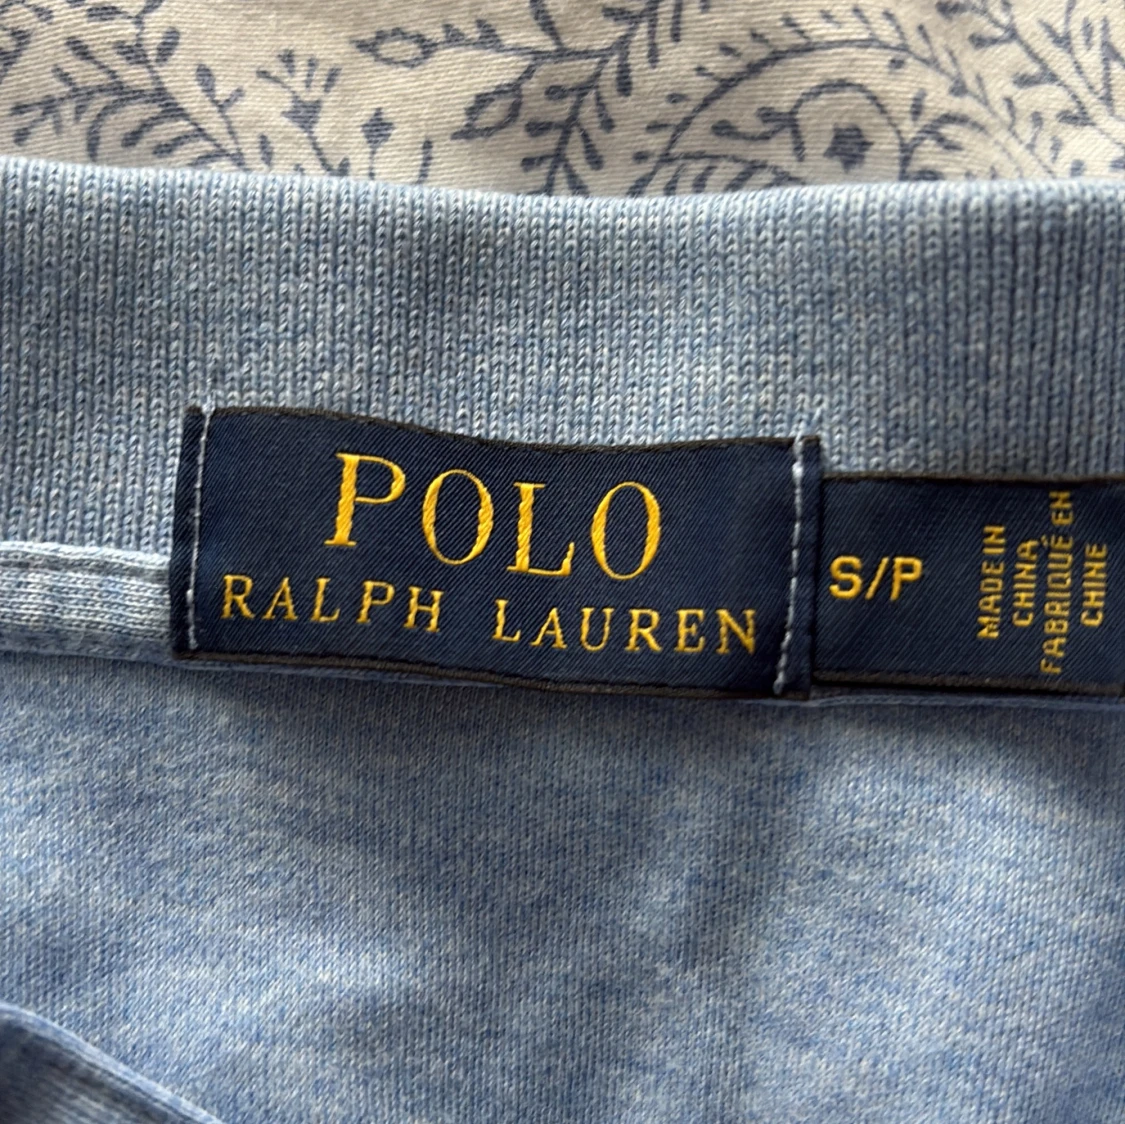 POLO
RALPH LAUREN
S/P
MADE IN
CHINA
FABRIQUÉ EN
CHINE